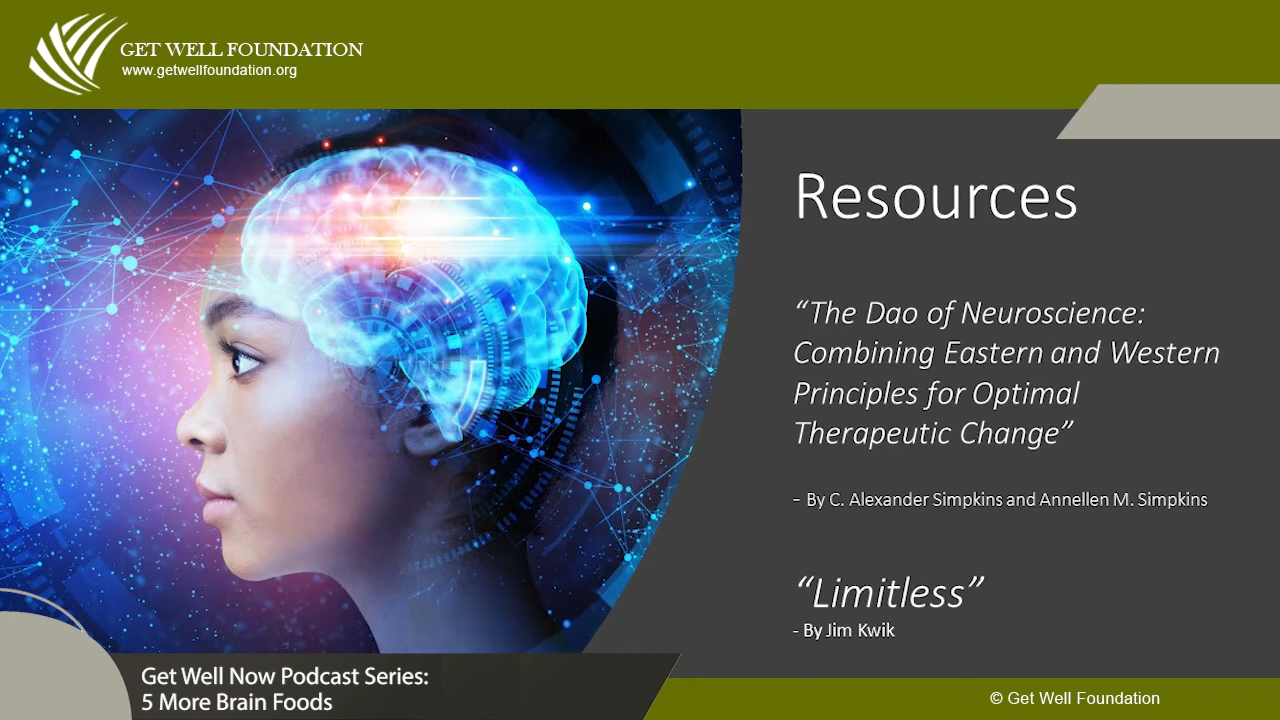 GET WELL FOUNDATION
www.getwellfoundation.org
Resources
“The Dao of Neuroscience:
Combining Eastern and Western
Principles for Optimal
Therapeutic Change”
- By C. Alexander Simpkins and Annellen M. Simpkins
“Limitless”
- By Jim Kwik
Get Well Now Podcast Series:
5 More Brain Foods
© Get Well Foundation